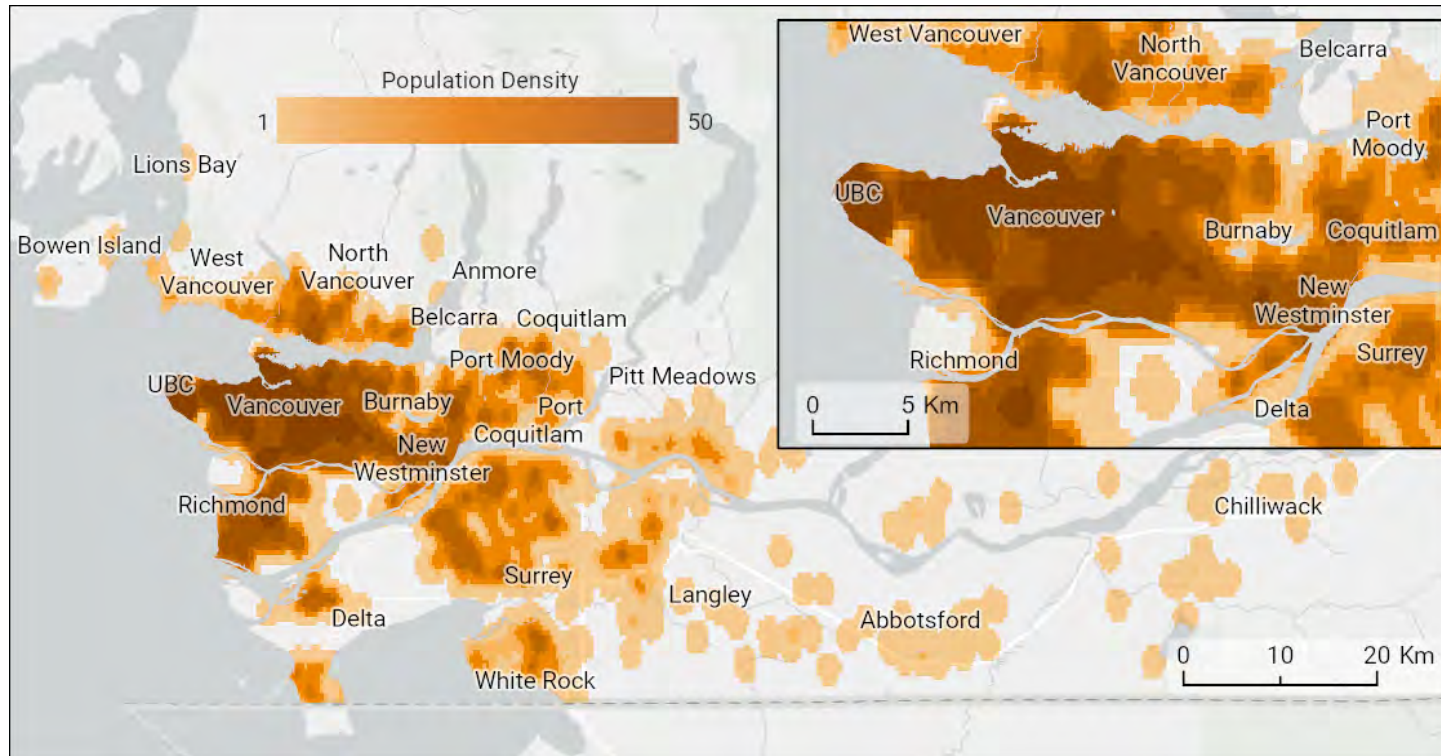 Population Density
1
50
Lions Bay
Bowen Island
West
Vancouver
North
Vancouver
Anmore
Belcarra
Coquitlam
Port Moody
UBC
Vancouver
Burnaby
Pitt Meadows
Port
Coquitlam
New
Westminster
Richmond
Surrey
Delta
Langley
Abbotsford
Chilliwack
White Rock
0
10
20 Km
West Vancouver
North
Vancouver
Belcarra
Port
Moody
UBC
Vancouver
Burnaby
Coquitlam
New
Westminster
Richmond
Surrey
Delta
0
5 Km